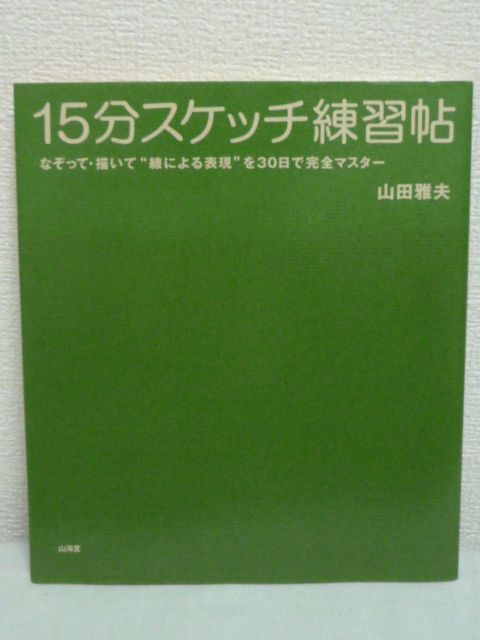 15分スケッチ練習帖
なぞって・描いて“線による表現”を30日で完全マスター
山田雅夫
山海堂